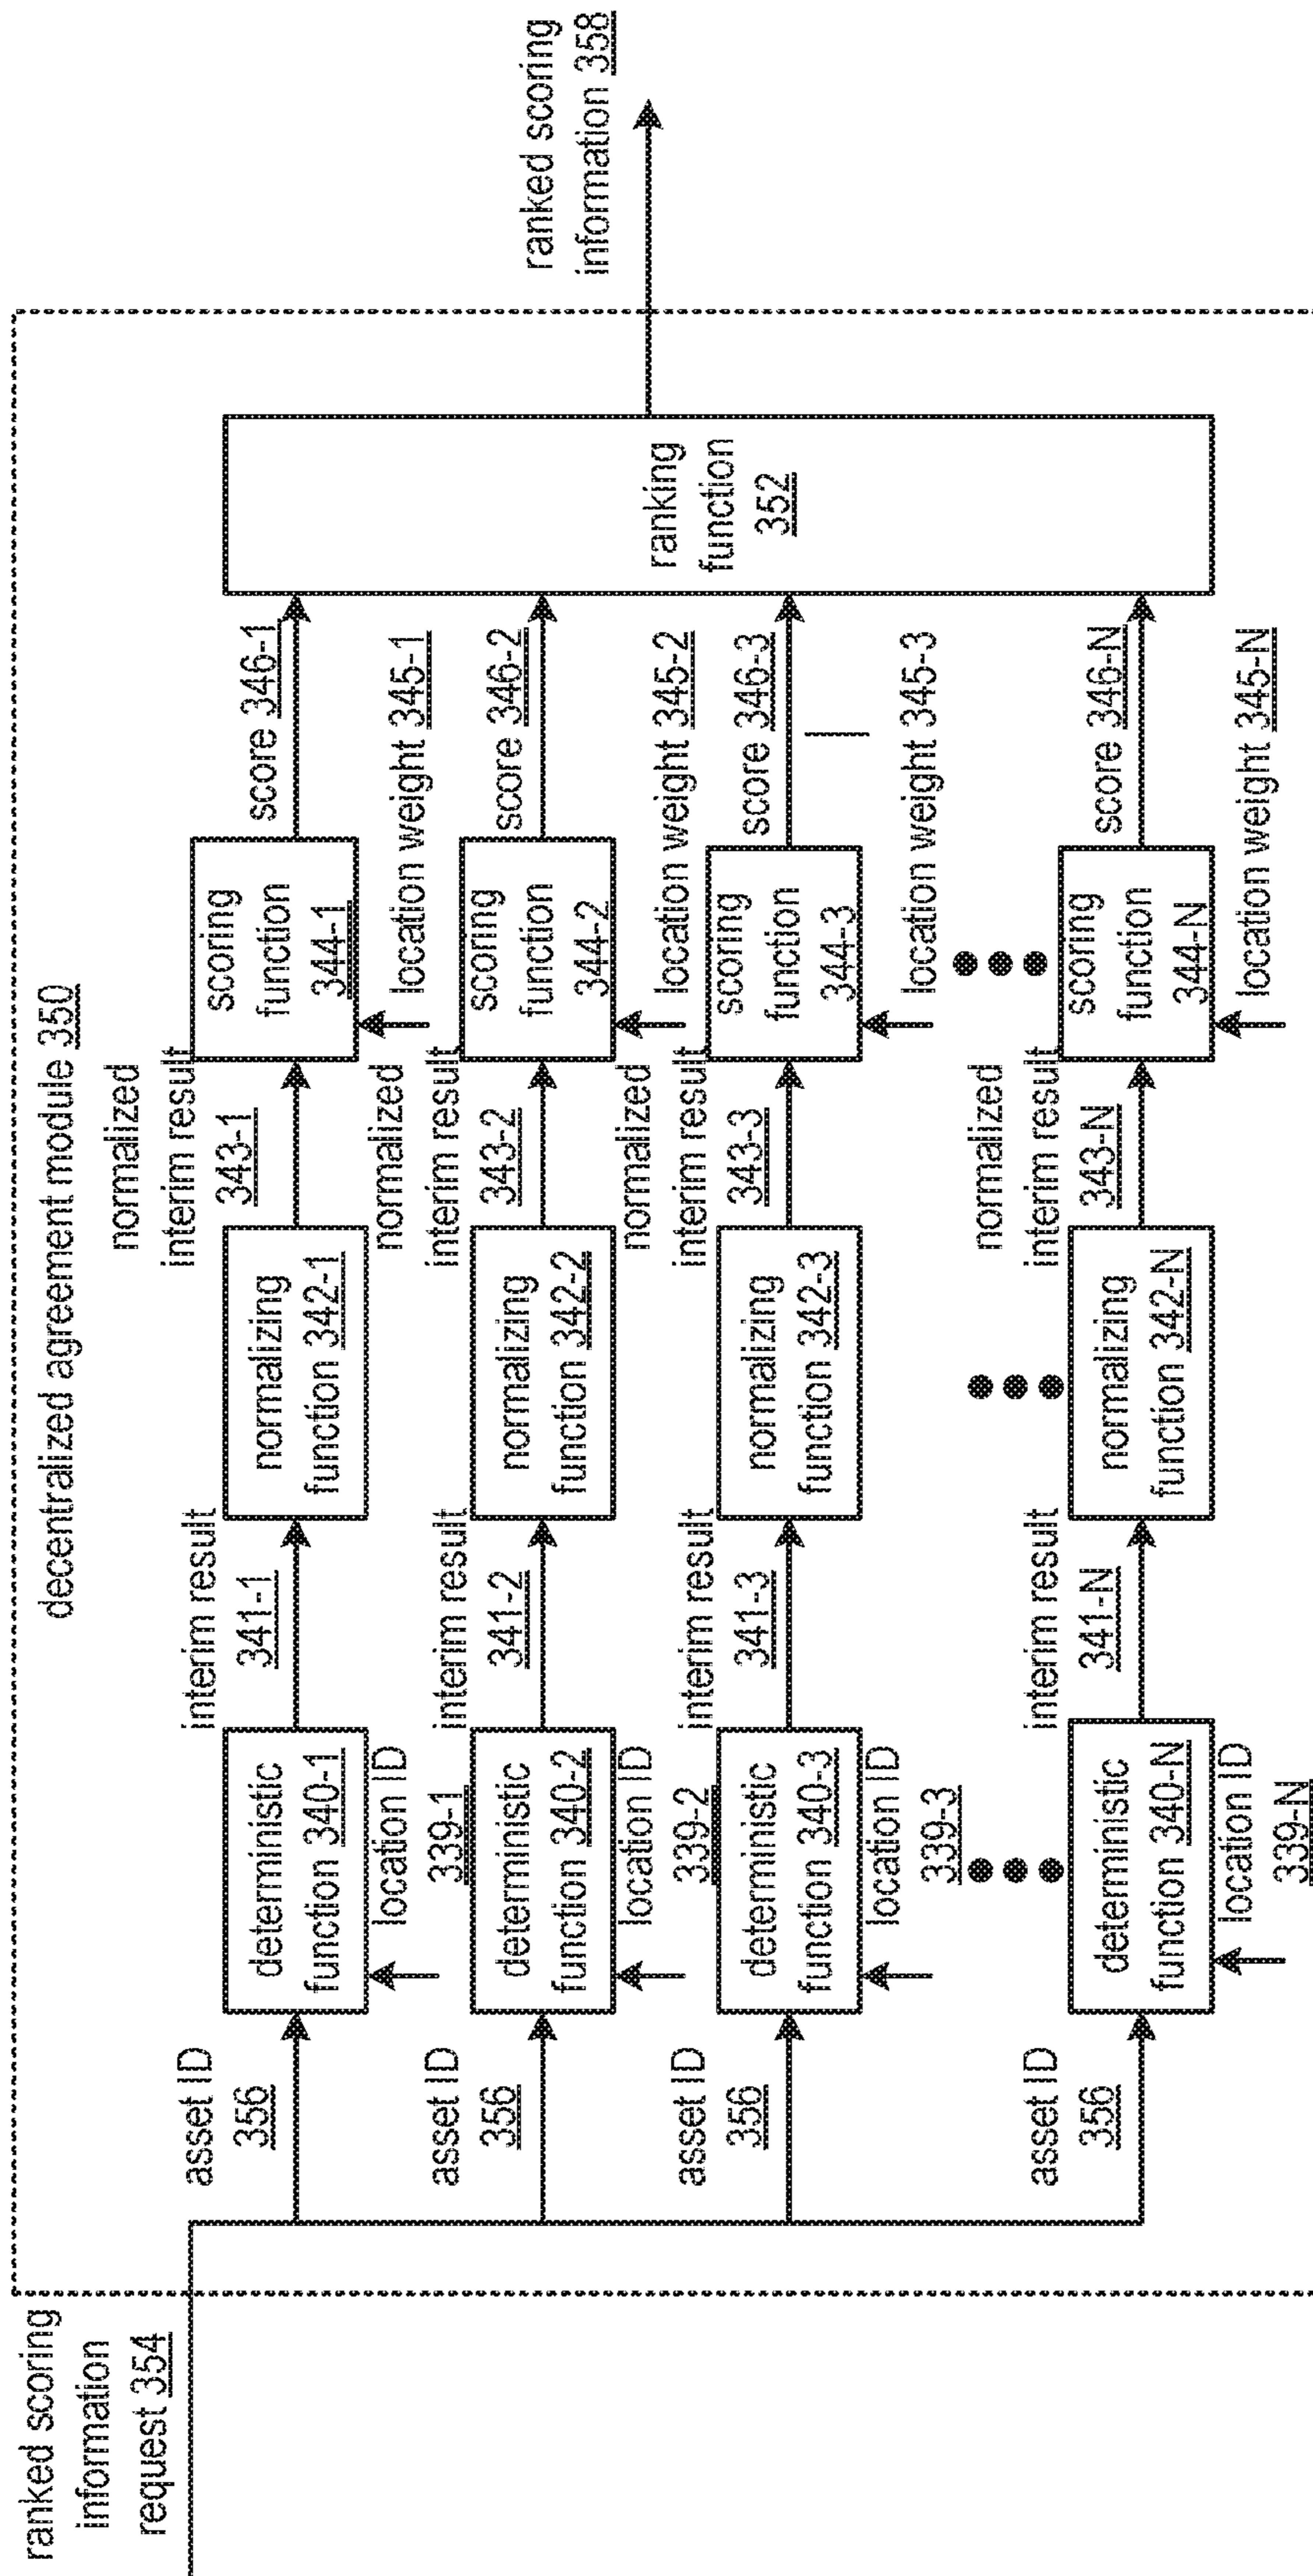 decentralized agreement module 350
ranked scoring
information
request 354
asset ID
356
deterministic
function 340-1
location ID
339-1
interim result
341-1
normalizing
function 342-1
normalized
interim result
343-1
scoring
function
344-1
location weight 345-1
score 346-1
asset ID
356
deterministic
function 340-2
location ID
339-2
interim result
341-2
normalizing
function 342-2
normalized
interim result
343-2
scoring
function
344-2
location weight 345-2
score 346-2
asset ID
356
deterministic
function 340-3
location ID
339-3
interim result
341-3
normalizing
function 342-3
normalized
interim result
343-3
scoring
function
344-3
location weight 345-3
score 346-3
asset ID
356
deterministic
function 340-N
location ID
339-N
interim result
341-N
normalizing
function 342-N
normalized
interim result
343-N
scoring
function
344-N
location weight 345-N
score 346-N
ranking
function
352
ranked scoring
information 358